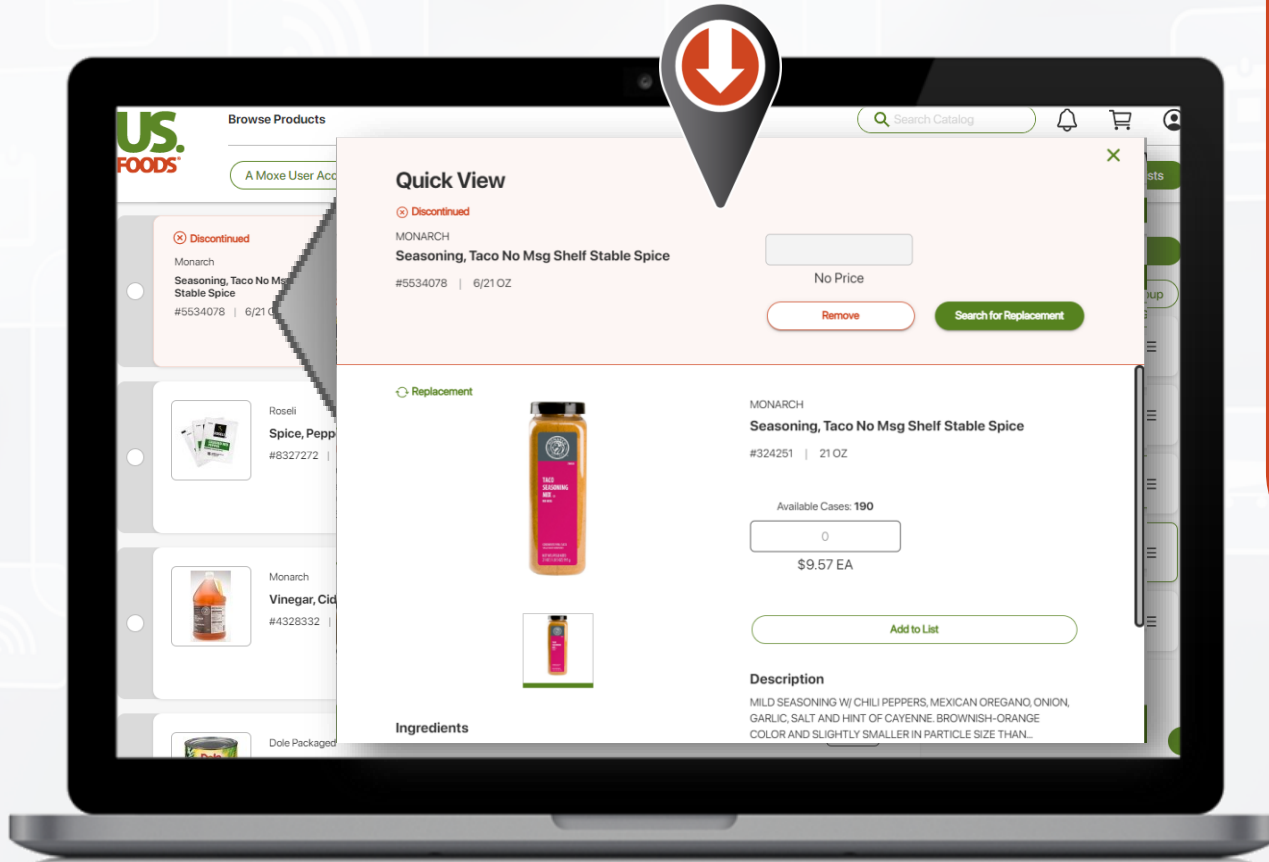 US.
FOODS®
Browse Products
Search Catalog
A Moxe User Acc
sts
oup
Discontinued
Monarch
Seasoning, Taco No Ms
Stable Spice
#5534078 | 6/21 O
Roseli
Spice, Pepp
#8327272 |
Monarch
Vinegar, Cid
#4328332 |
Dole Packaged
Dole
Quick View
Discontinued
MONARCH
Seasoning, Taco No Msg Shelf Stable Spice
#5534078 | 6/21 OZ
No Price
Remove
Search for Replacement
Replacement
TACO
SEASONING
MIX
MONARCH
Seasoning, Taco No Msg Shelf Stable Spice
#324251 | 21 OZ
Available Cases: 190
0
$9.57 EA
Add to List
Description
MILD SEASONING W/ CHILI PEPPERS, MEXICAN OREGANO, ONION,
GARLIC, SALT AND HINT OF CAYENNE. BROWNISH-ORANGE
COLOR AND SLIGHTLY SMALLER IN PARTICLE SIZE THAN...
Ingredients